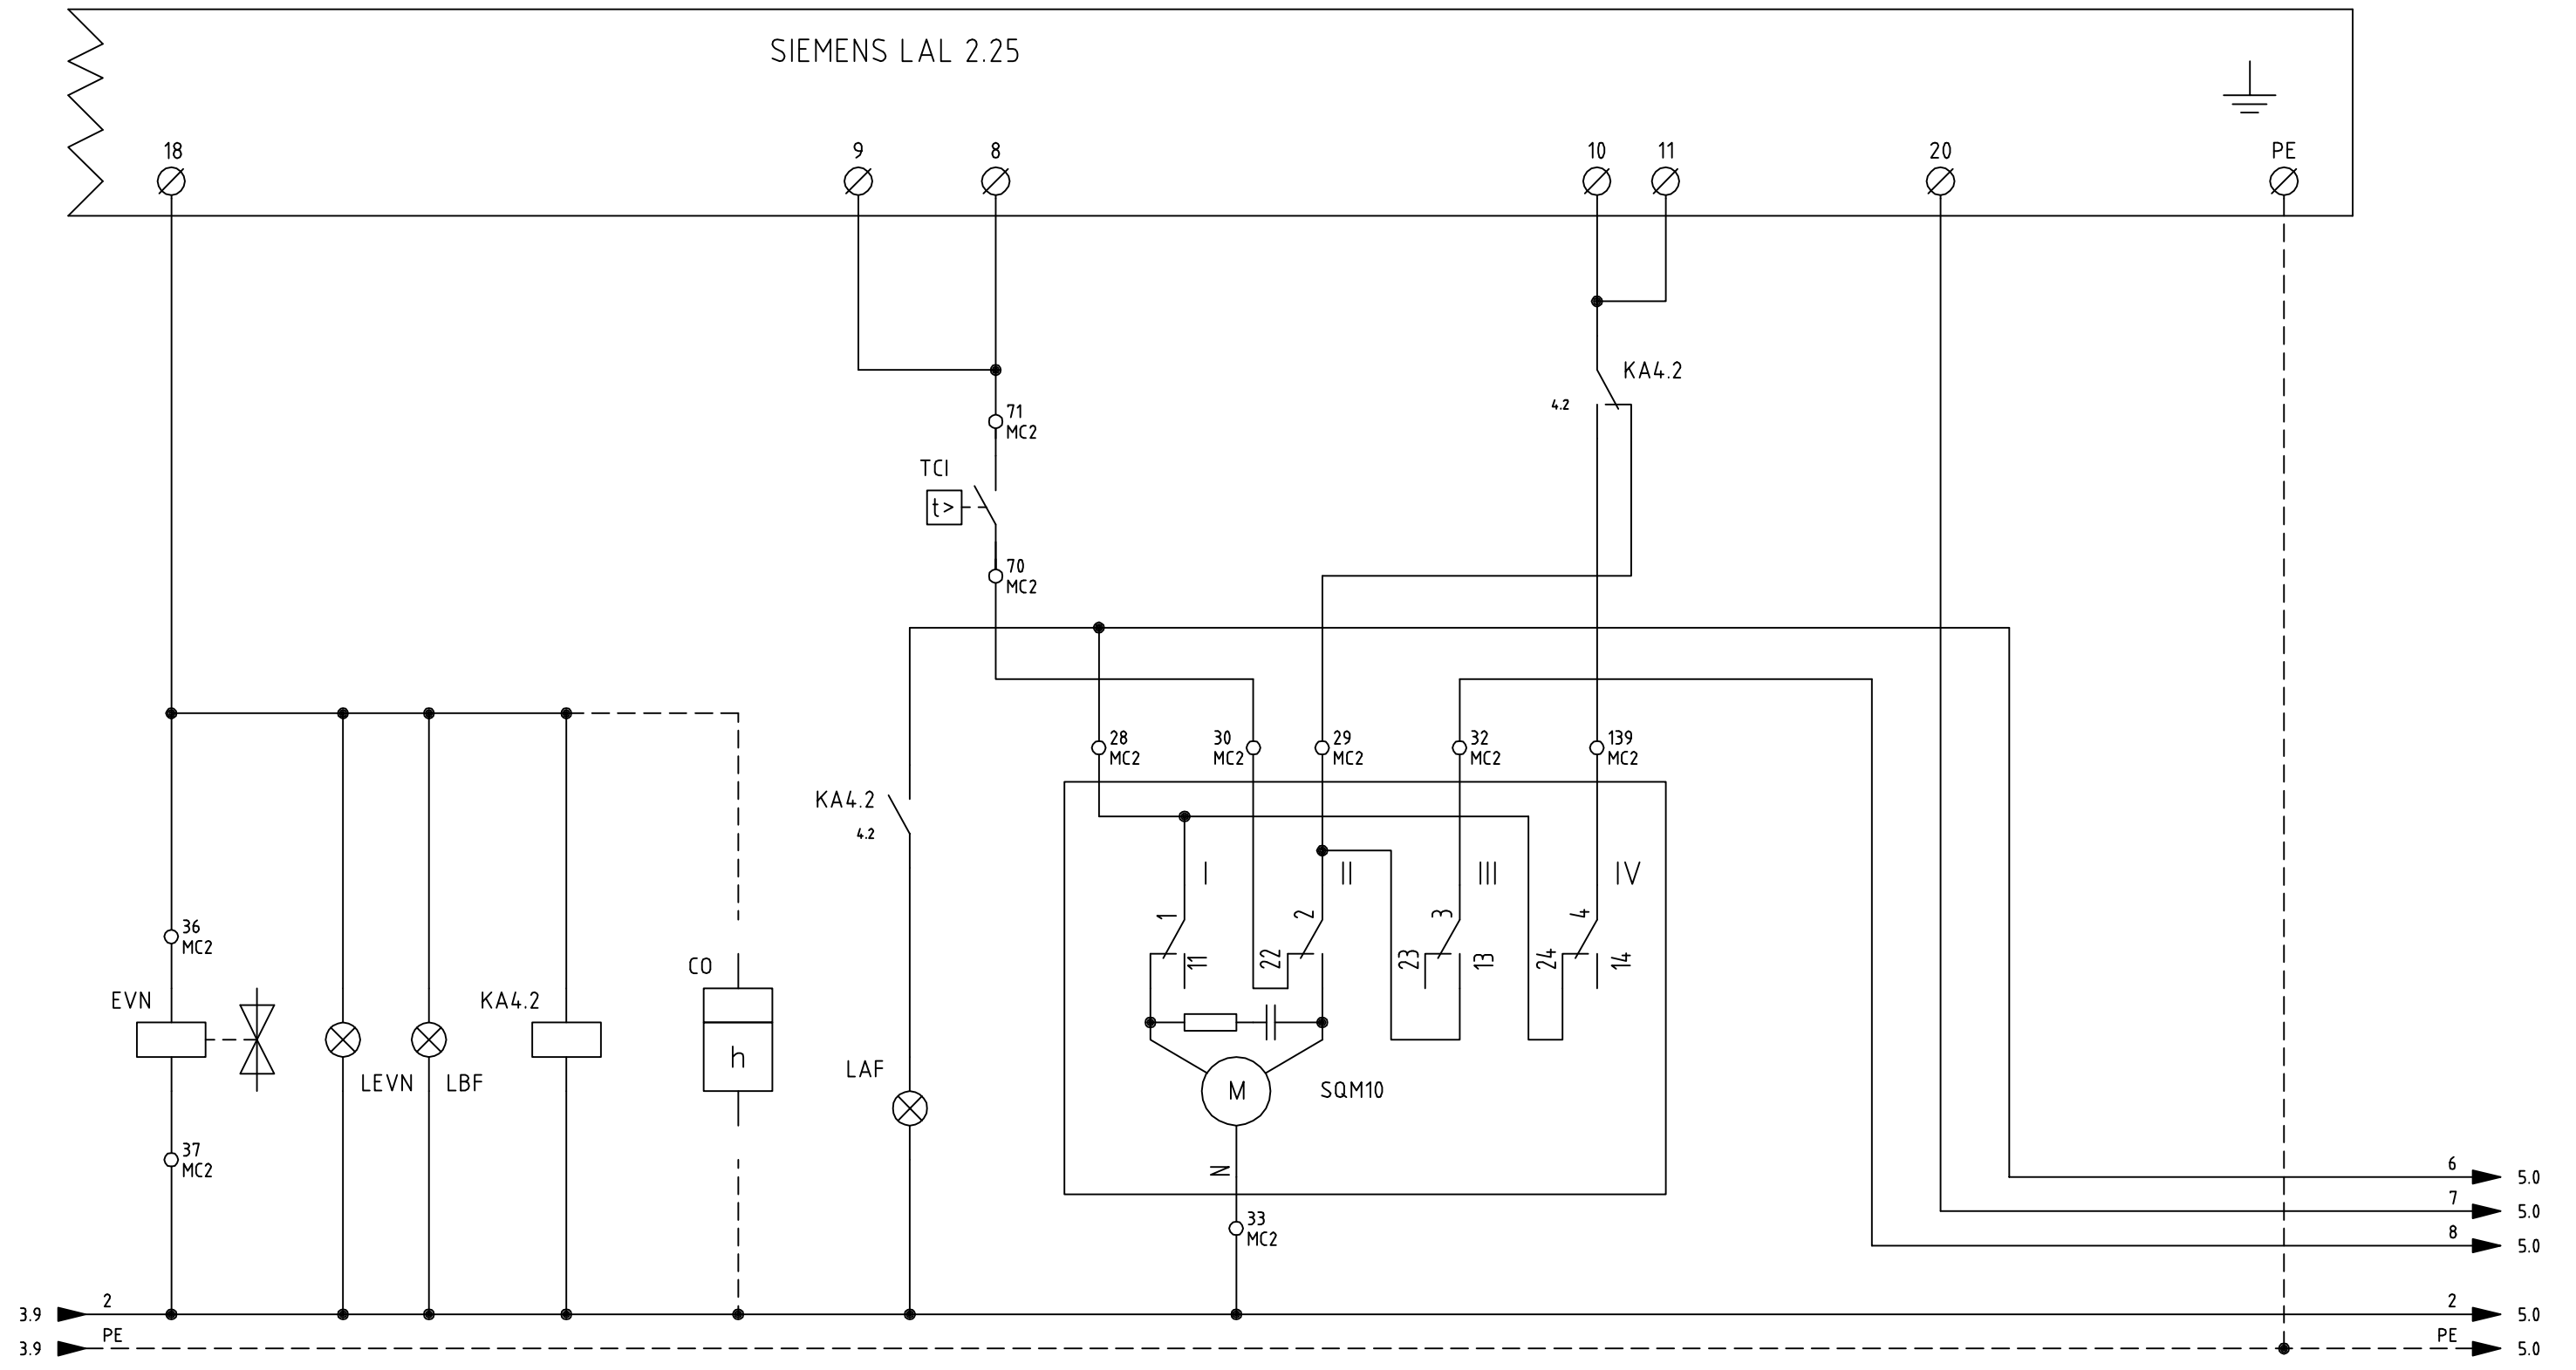 SIEMENS LAL 2.25
18
9
8
10
11
20
PE
KA4.2
4.2
71
MC2
TCI
t>
70
MC2
28
MC2
30
MC2
29
MC2
32
MC2
139
MC2
KA4.2
4.2
I
II
III
IV
1
2
3
4
11
22
23
13
24
14
36
MC2
CO
EVN
KA4.2
h
LEVN
LBF
LAF
M
SQM10
37
MC2
N
33
MC2
6
5.0
7
5.0
8
5.0
3.9
2
2
5.0
3.9
PE
PE
5.0